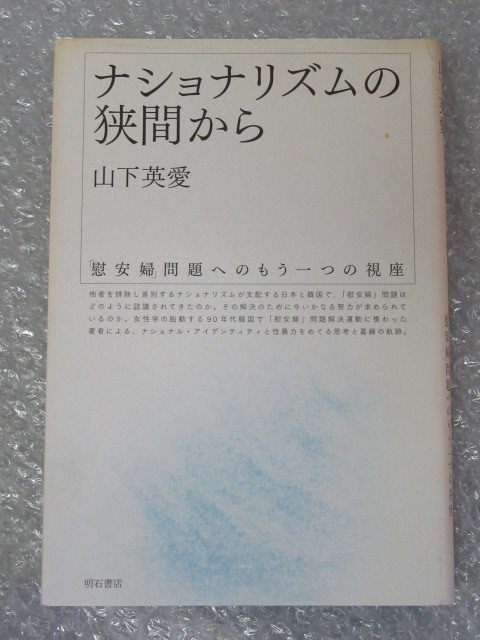 ナショナリズムの
狭間から
山下英愛
「慰安婦」問題へのもう一つの視座
他者を排除し差別するナショナリズムが支配する日本と韓国で、「慰安婦」問題は
どのように認識されてきたのか。その解決のために今いかなる努力が求められて
いるのか。女性学の胎動する90年代韓国で「慰安婦」問題解決運動に携わった
著者による、ナショナル・アイデンティティと性暴力をめぐる思考と葛藤の軌跡。
明石書店